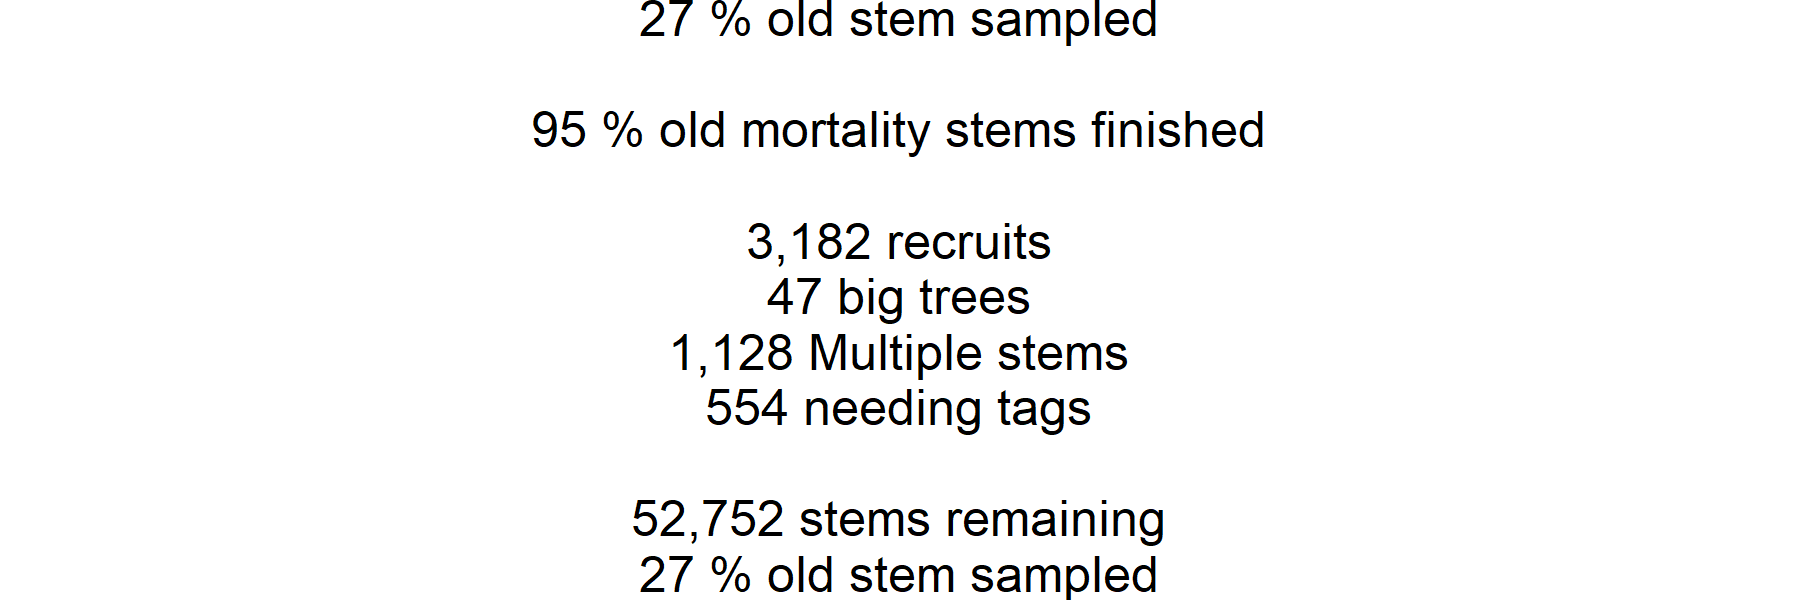 27 % old stem sampled
95 % old mortality stems finished
3,182 recruits
47 big trees
1,128 Multiple stems
554 needing tags
52,752 stems remaining
27 % old stem sampled